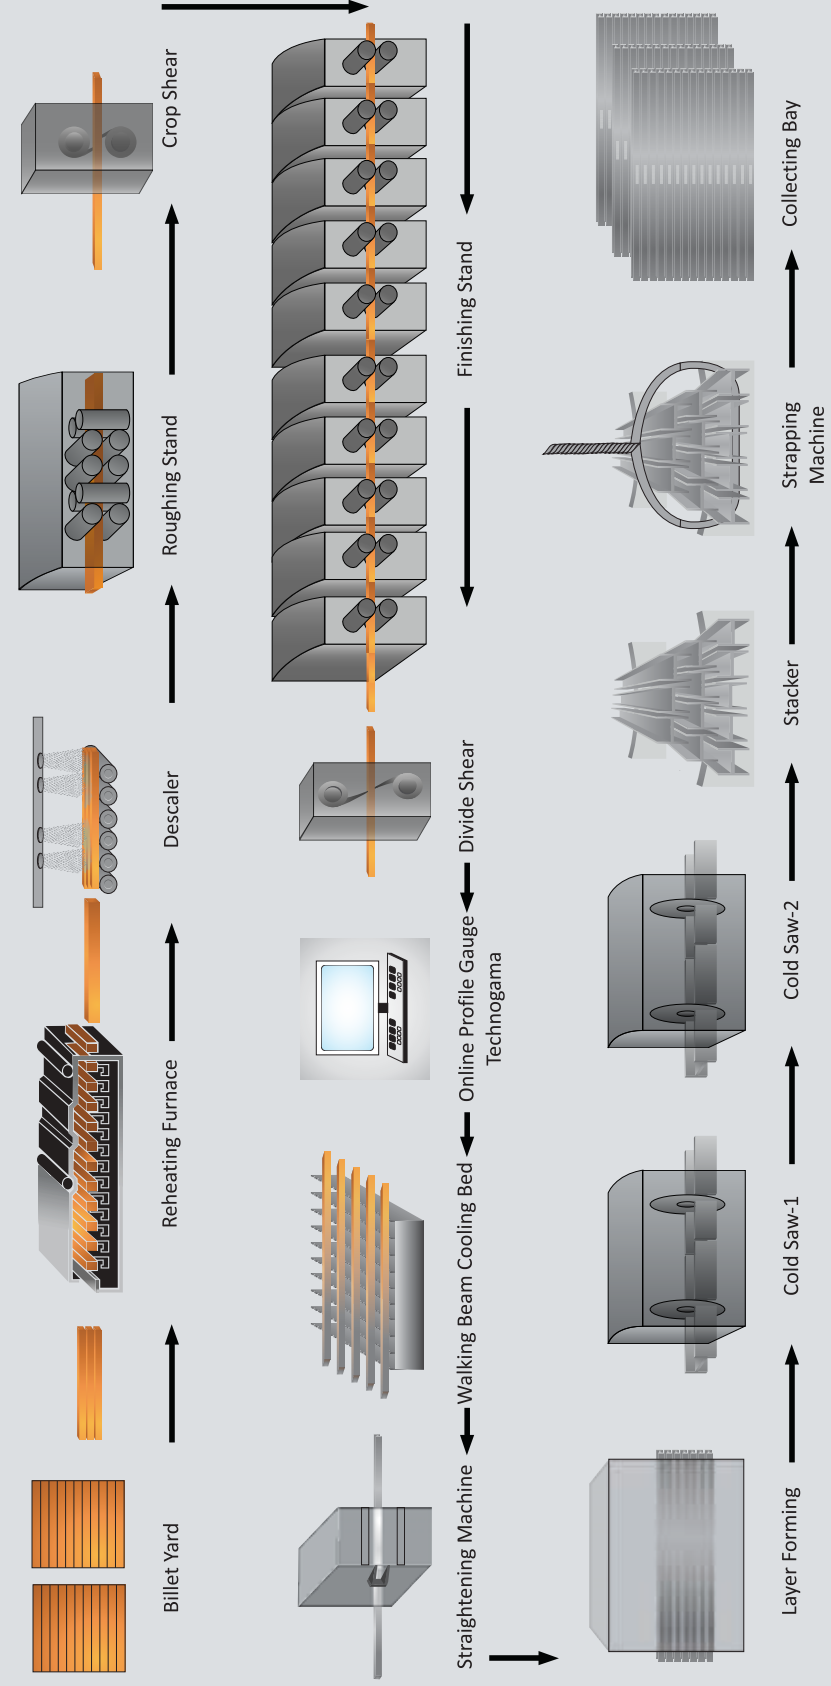 Billet Yard
Reheating Furnace
Descaler
Roughing Stand
Crop Shear
Finishing Stand
Divide Shear
Online Profile Gauge
Technogama
Walking Beam Cooling Bed
Straightening Machine
Layer Forming
Cold Saw-1
Cold Saw-2
Stacker
Strapping
Machine
Collecting Bay